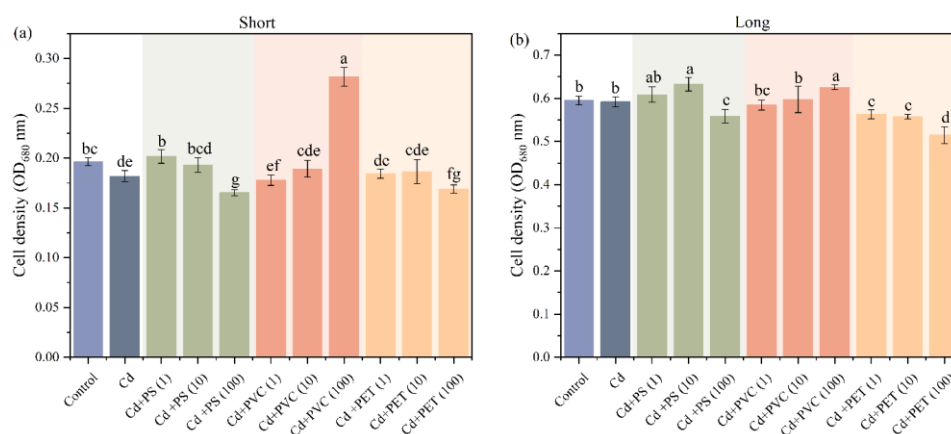 Short
(a)
Cell density (OD680 nm)
0.30
0.25
0.20
0.15
0.10
0.05
0.00
bc
de
b
bcd
g
ef
cde
a
dc
cde
fg
Control
Cd
Cd+PS (1)
Cd +PS (10)
Cd +PS (100)
Cd+PVC (1)
Cd+PVC (10)
Cd+PVC (100)
Cd +PET (1)
Cd+PET (10)
Cd+PET (100)
Long
(b)
Cell density (OD680 nm)
0.7
0.6
0.5
0.4
0.3
0.2
0.1
0.0
b
b
ab
a
c
bc
b
a
c
c
d
Control
Cd
Cd+PS (1)
Cd +PS (10)
Cd +PS (100)
Cd+PVC (1)
Cd+PVC (10)
Cd+PVC (100)
Cd +PET (1)
Cd+PET (10)
Cd+PET (100)